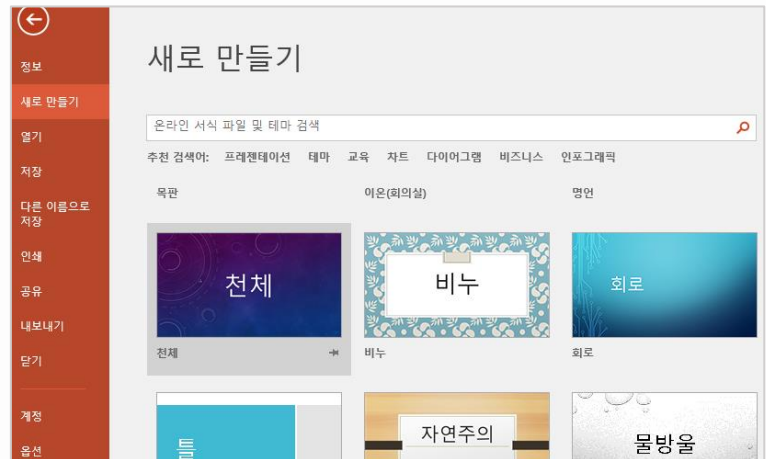 정보
새로 만들기
열기
저장
다른 이름으로
저장
인쇄
공유
내보내기
닫기
계정
옵션
새로 만들기
온라인 서식 파일 및 테마 검색
추천 검색어: 프레젠테이션 테마 교육 차트 다이어그램 비즈니스 인포그래픽
목판 이온(회의실) 명언
천체 비누 회로
천체 비누 회로
틀 자연주의 물방울